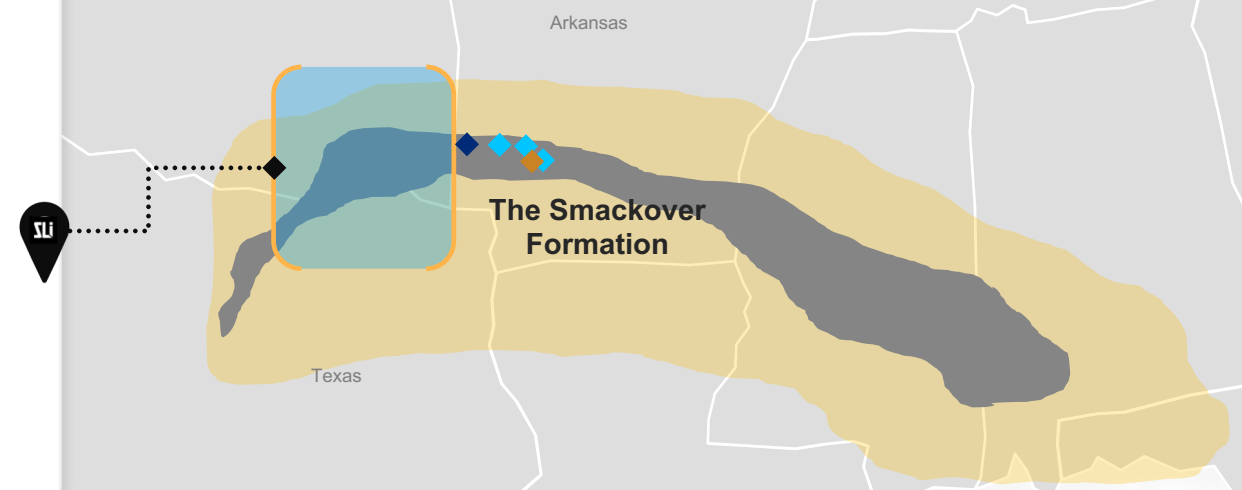 Arkansas
SLi
The Smackover
Formation
Texas